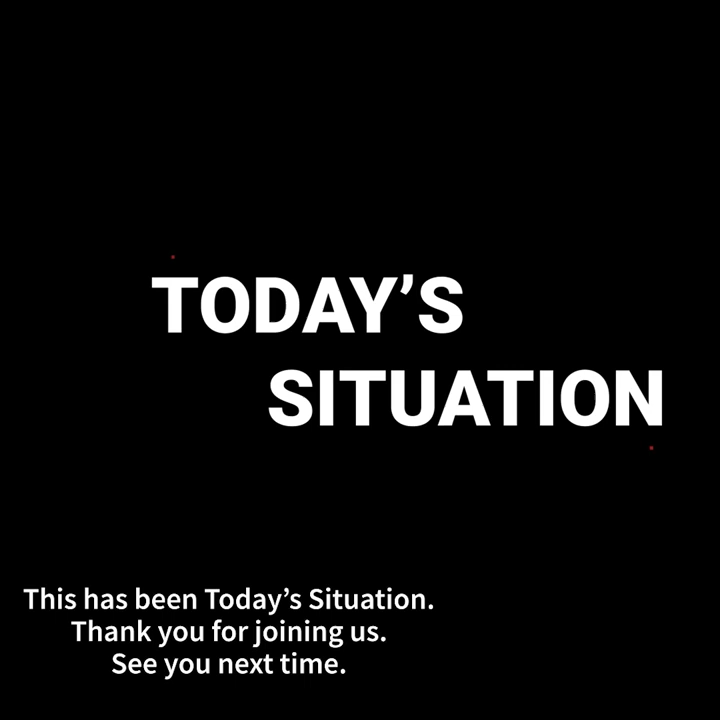 TODAY’S
SITUATION
This has been Today’s Situation.
Thank you for joining us.
See you next time.